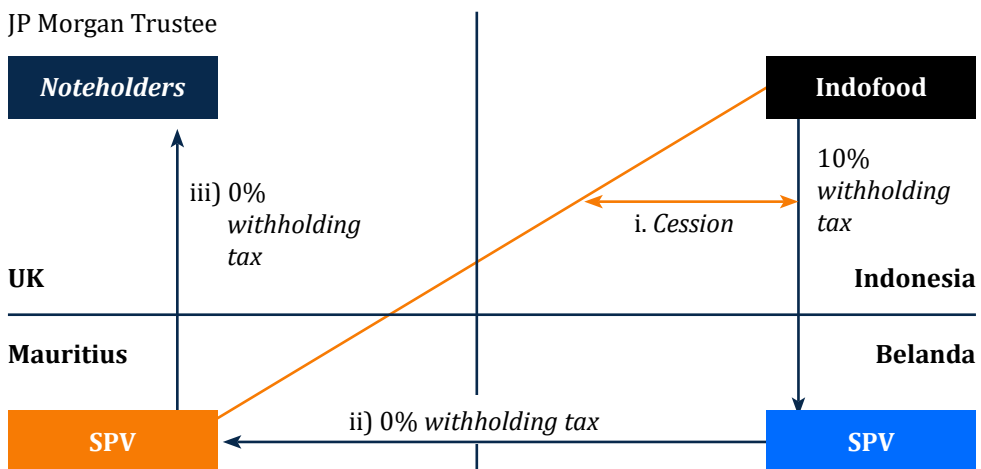 JP Morgan Trustee
Noteholders
Indofood
10%
withholding
tax
iii) 0%
withholding
tax
i. Cession
UK
Indonesia
Mauritius
Belanda
ii) 0% withholding tax
SPV
SPV